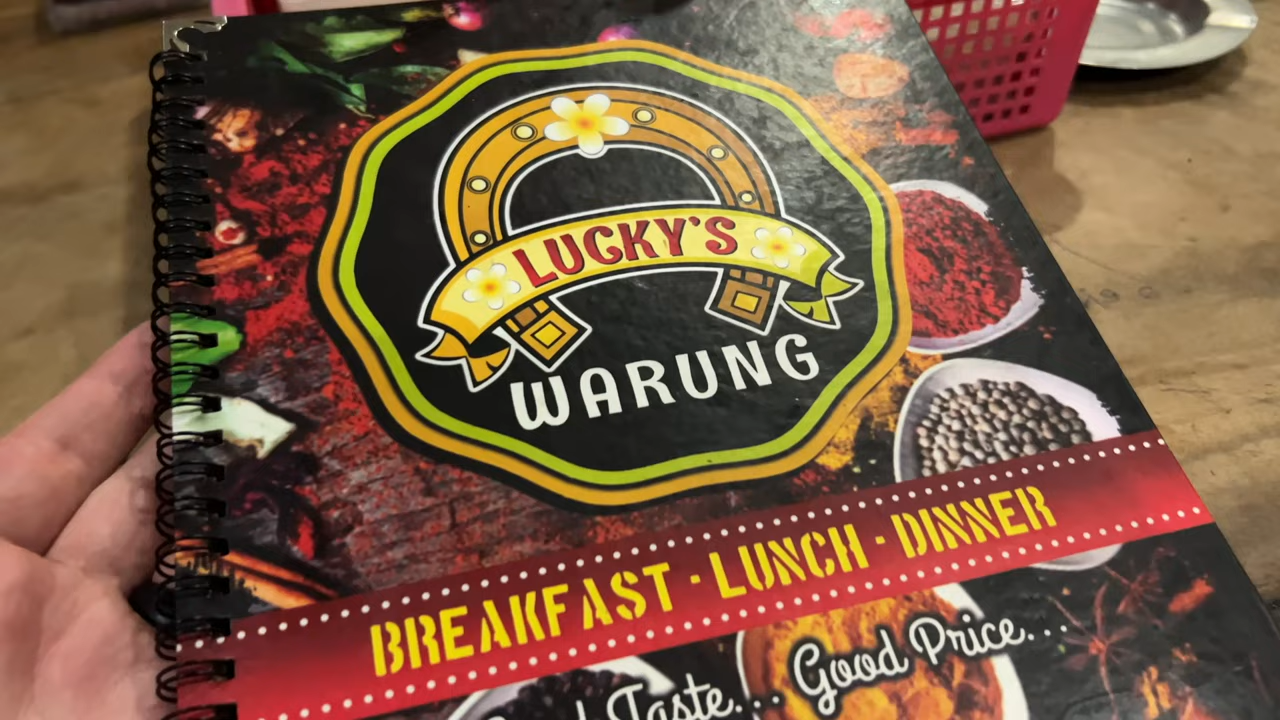 LUCKY'S
WARUNG
BREAKFAST · LUNCH · DINNER
Taste... Good Price...